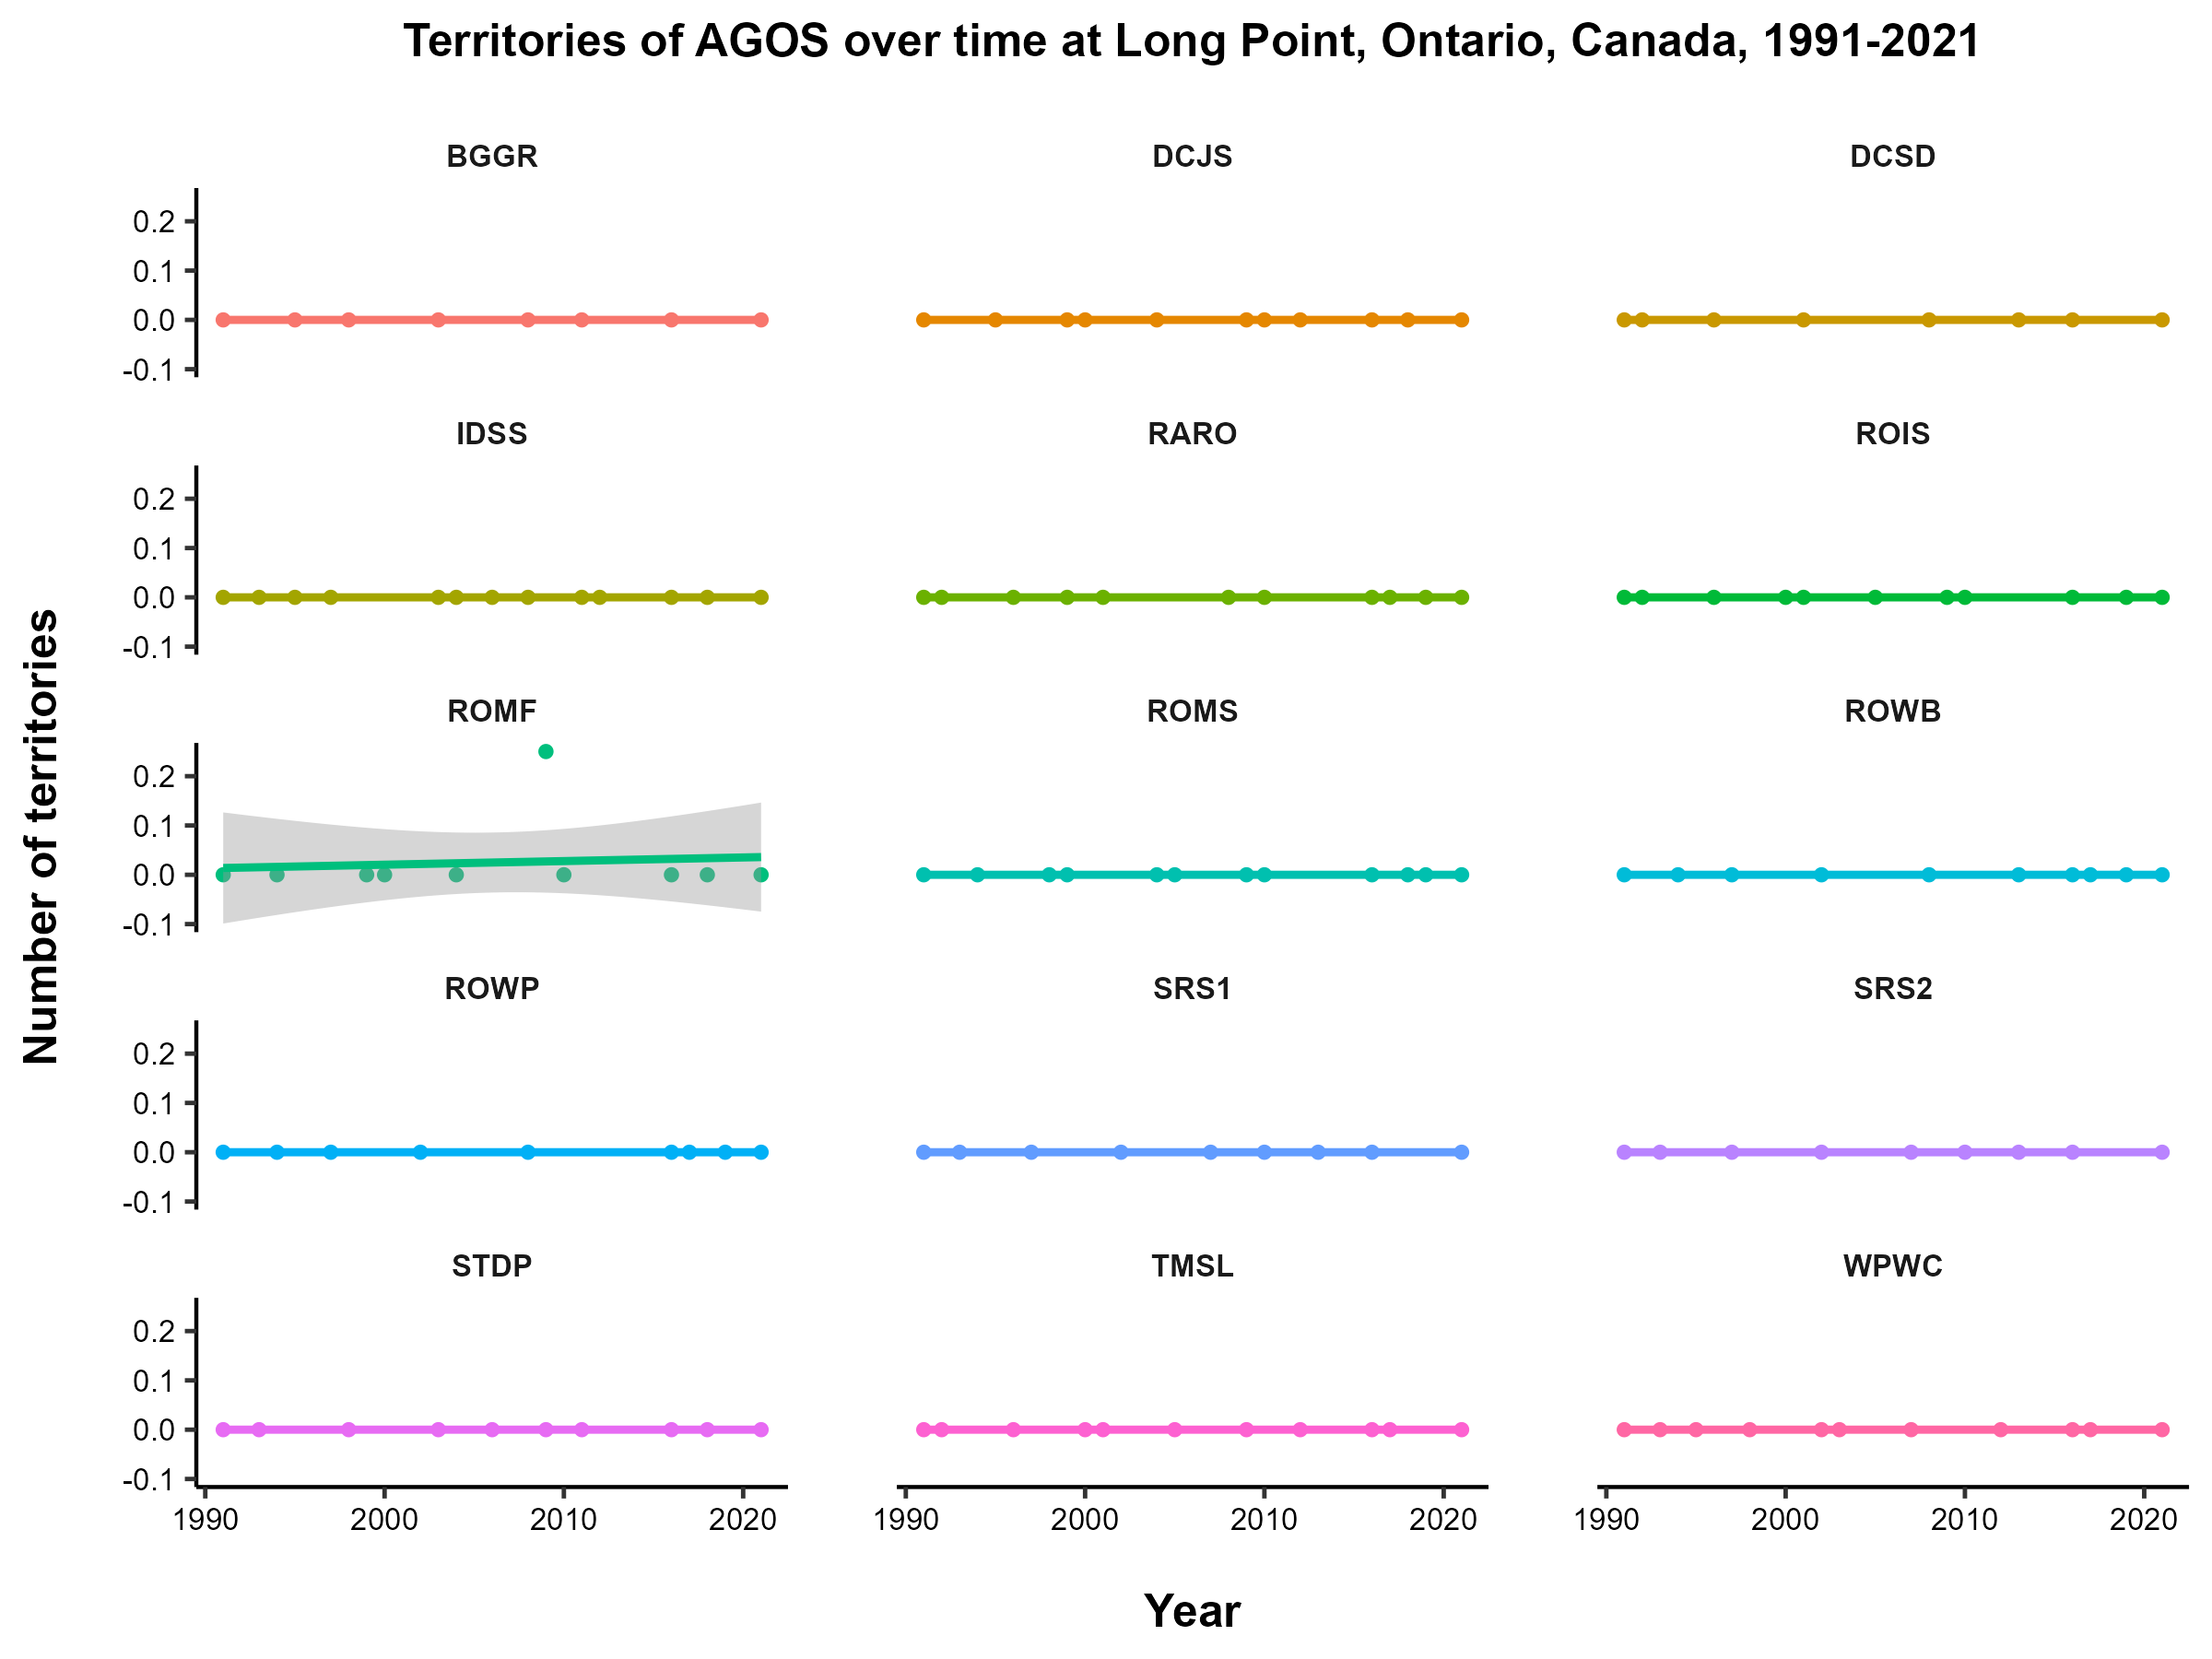 Territories of AGOS over time at Long Point, Ontario, Canada, 1991-2021
BGGR DCJS DCSD
0.2
0.1
0.0
-0.1
IDSS RARO ROIS
0.2
0.1
0.0
-0.1
ROMF ROMS ROWB
0.2
0.1
0.0
-0.1
ROWP SRS1 SRS2
0.2
0.1
0.0
-0.1
STDP TMSL WPWC
0.2
0.1
0.0
-0.1
1990 2000 2010 2020 1990 2000 2010 2020 1990 2000 2010 2020
Year
Number of territories